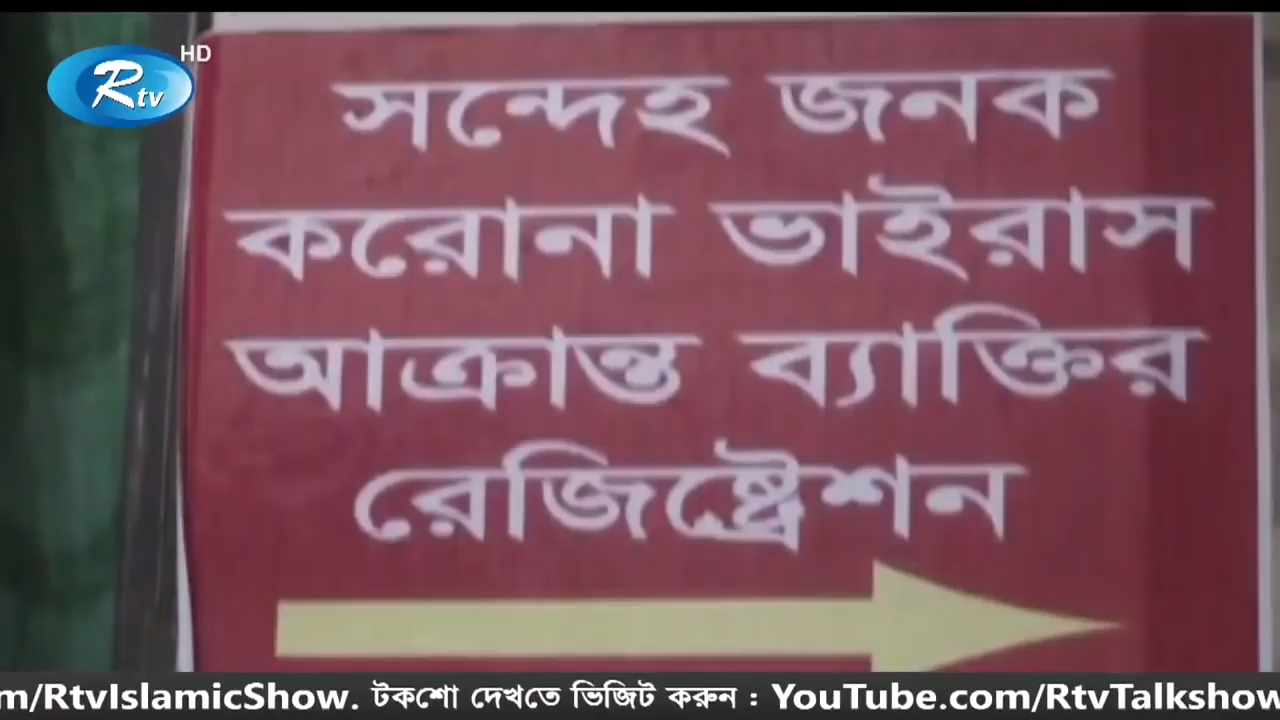 Rtv HD
সন্দেহ জনক
করোনা ভাইরাস
আক্রান্ত ব্যাক্তির
রেজিষ্ট্রেশন
m/RtvIslamicShow. টকশো দেখতে ভিজিট করুন : YouTube.com/RtvTalkshow